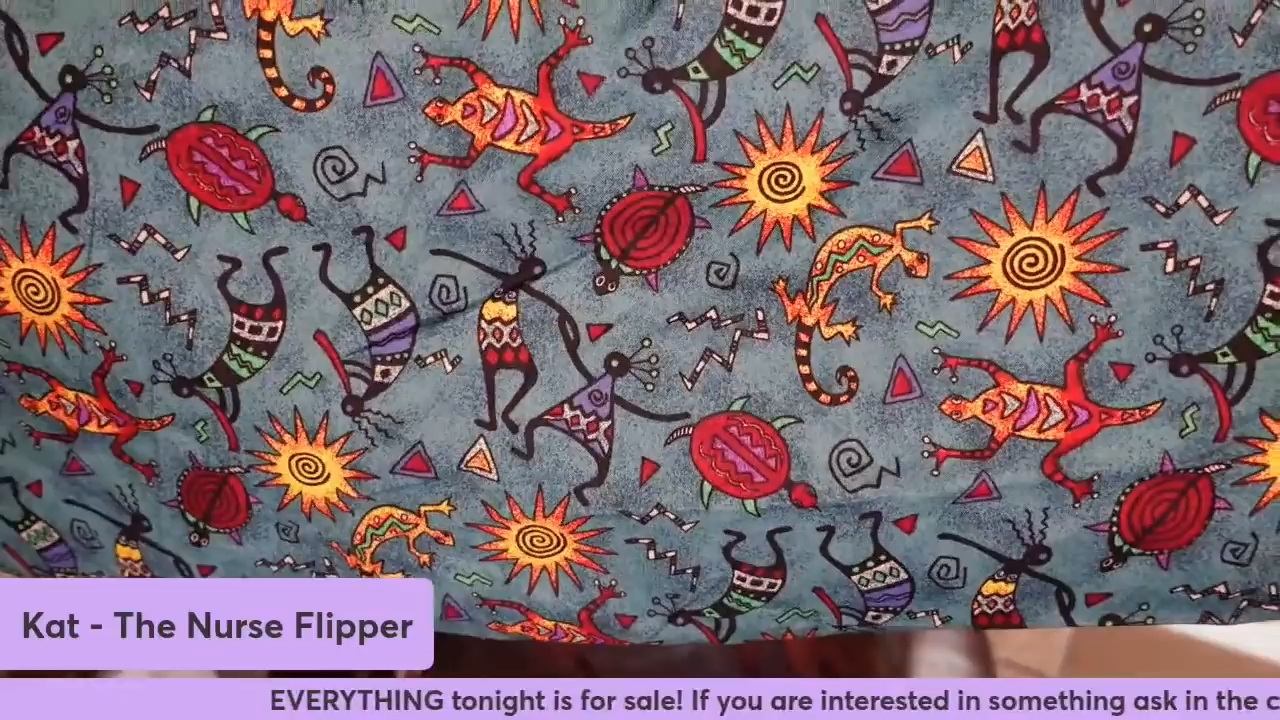 Kat - The Nurse Flipper
EVERYTHING tonight is for sale! If you are interested in something ask in the c